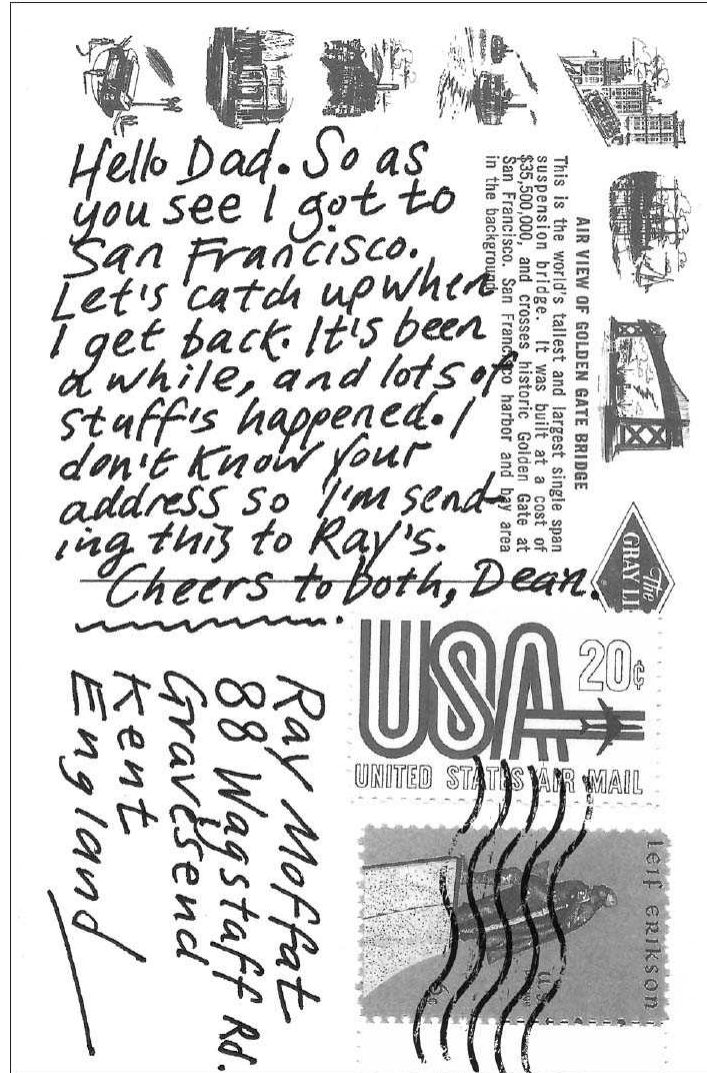 Hello Dad. So as
you see I got to
San Francisco.
Let's catch up when
I get back. It's been
a while, and lots of
stuff's happened. I
don't know your
address so I'm send-
ing this to Ray's.
Cheers to both, Dean.
AIR VIEW OF GOLDEN GATE BRIDGE
This is the world's tallest and largest single span
suspension bridge. It was built at a cost of
$35,500,000, and crosses historic Golden Gate at
San Francisco. San Francisco harbor and bay area
in the background.
The
GRAY LI
USA 20¢
UNITED STATES AIR MAIL
Leif Erikson
U.S.
6c
Ray Moffat
88 Wagstaff Rd.
Gravesend
Kent
England